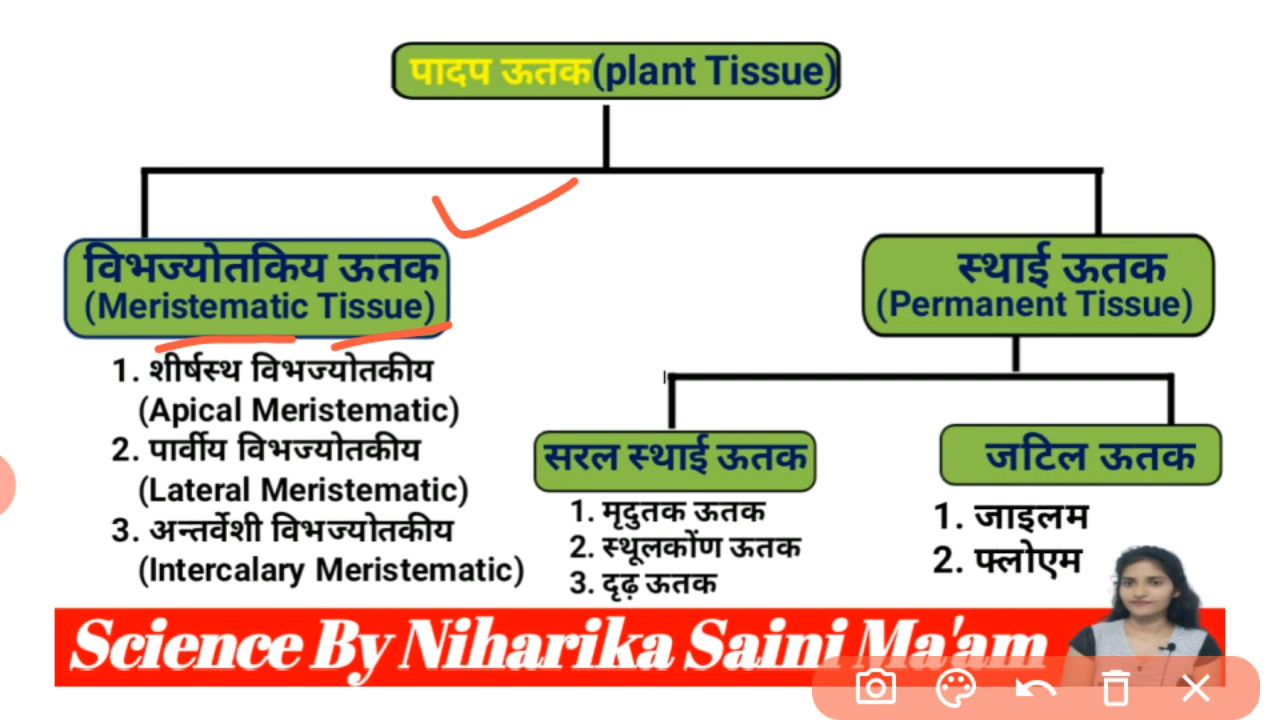 पादप ऊतक(plant Tissue)
विभज्योतकिय ऊतक
(Meristematic Tissue)
1. शीर्षस्थ विभज्योतकीय
(Apical Meristematic)
2. पार्वीय विभज्योतकीय
(Lateral Meristematic)
3. अन्तर्वेशी विभज्योतकीय
(Intercalary Meristematic)
स्थाई ऊतक
(Permanent Tissue)
सरल स्थाई ऊतक
1. मृदुतक ऊतक
2. स्थूलकोंण ऊतक
3. दृढ़ ऊतक
जटिल ऊतक
1. जाइलम
2. फ्लोएम
Science By Niharika Saini Ma'am